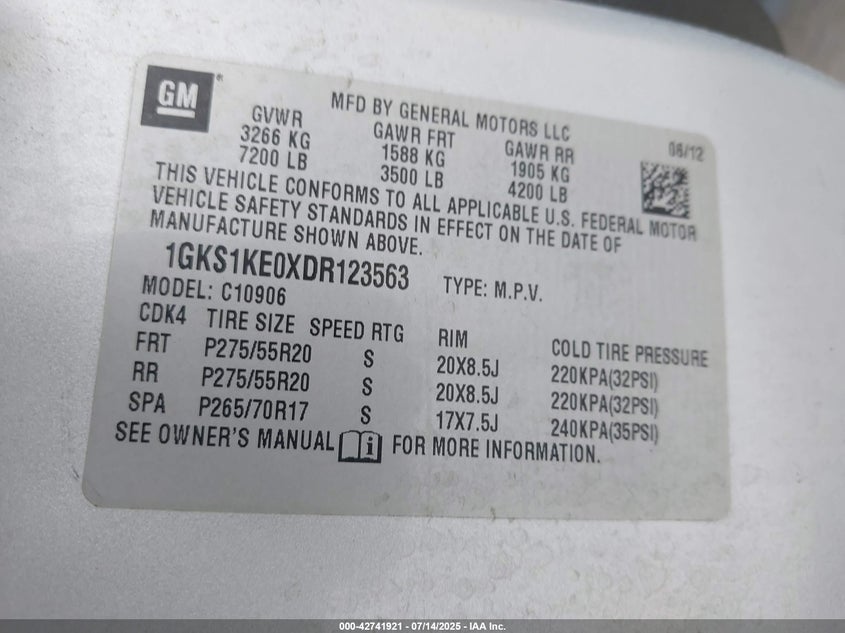 GM
MFD BY GENERAL MOTORS LLC
08/12
GVWR GAWR FRT GAWR RR
3266 KG 1588 KG 1905 KG
7200 LB 3500 LB 4200 LB
THIS VEHICLE CONFORMS TO ALL APPLICABLE U.S. FEDERAL MOTOR
VEHICLE SAFETY STANDARDS IN EFFECT ON THE DATE OF
MANUFACTURE SHOWN ABOVE.
1GKS1KE0XDR123563 TYPE: M.P.V.
MODEL: C10906
CDK4 TIRE SIZE SPEED RTG RIM COLD TIRE PRESSURE
FRT P275/55R20 S 20X8.5J 220KPA(32PSI)
RR P275/55R20 S 20X8.5J 220KPA(32PSI)
SPA P265/70R17 S 17X7.5J 240KPA(35PSI)
SEE OWNER'S MANUAL i FOR MORE INFORMATION.
000-42741921 - 07/14/2025 - IAA Inc.